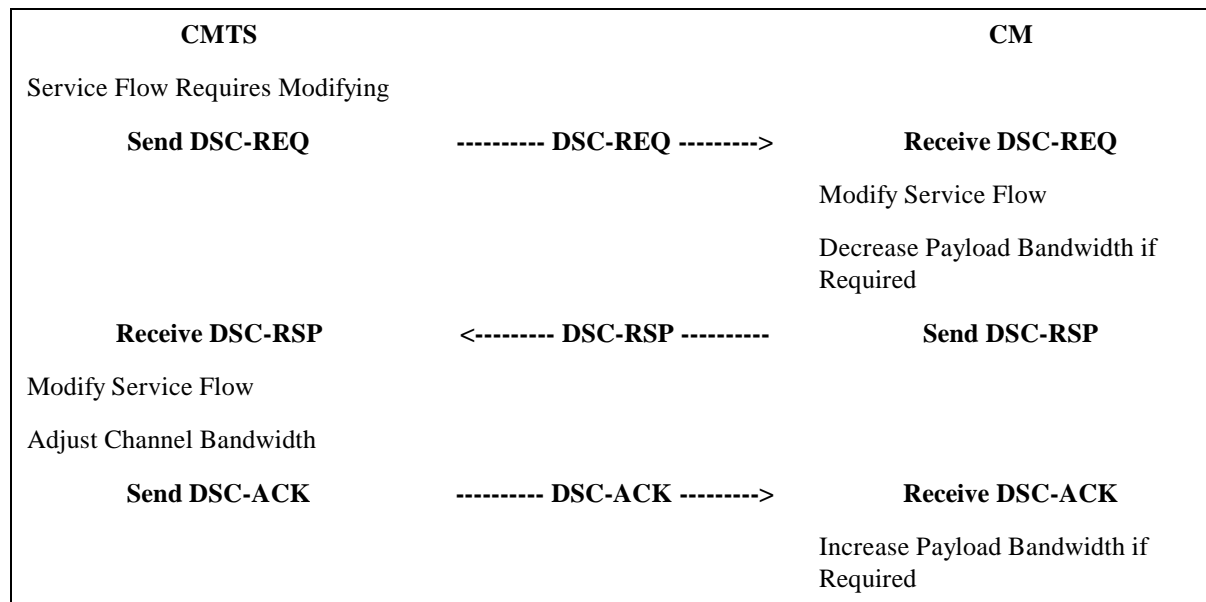 CMTS CM
Service Flow Requires Modifying
Send DSC-REQ ---------- DSC-REQ ---------> Receive DSC-REQ
Modify Service Flow
Decrease Payload Bandwidth if
Required
Receive DSC-RSP <--------- DSC-RSP ---------- Send DSC-RSP
Modify Service Flow
Adjust Channel Bandwidth
Send DSC-ACK ---------- DSC-ACK ---------> Receive DSC-ACK
Increase Payload Bandwidth if
Required